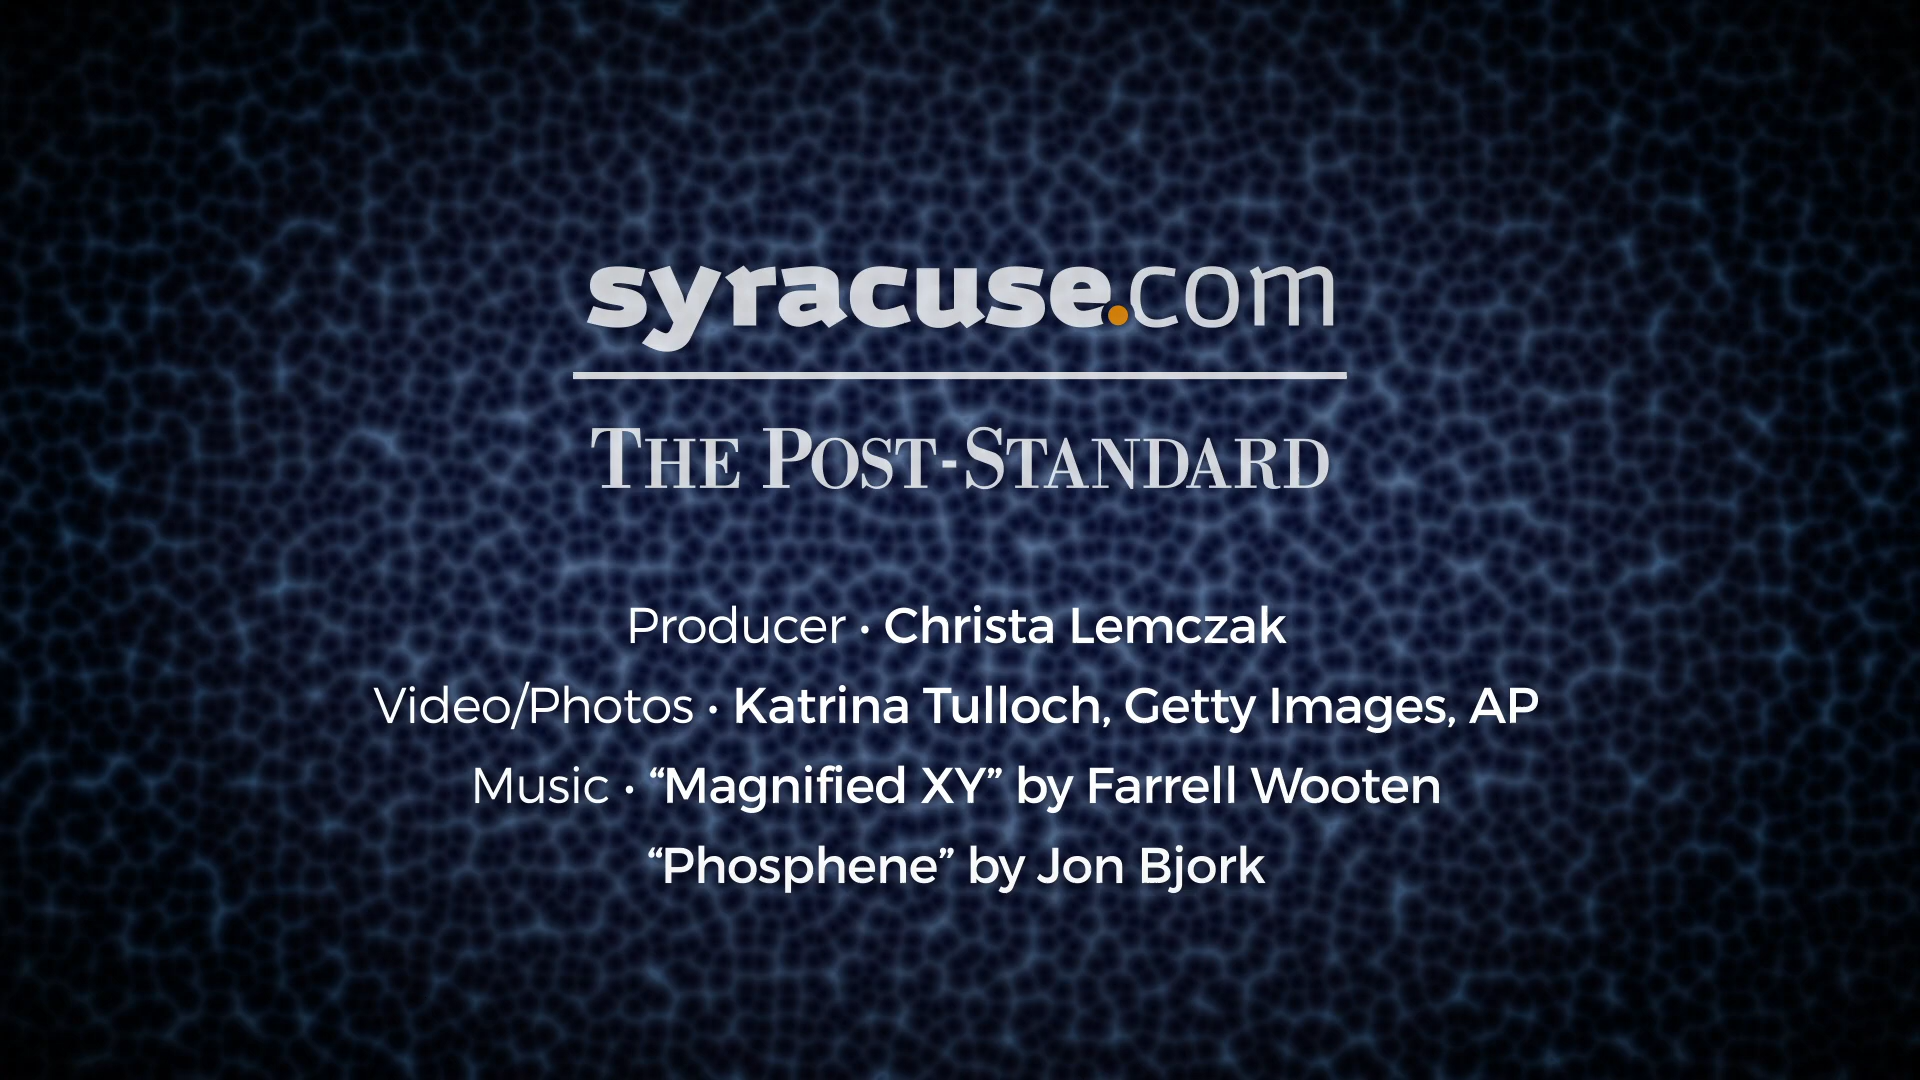 syracuse.com
THE POST-STANDARD
Producer • Christa Lemczak
Video/Photos • Katrina Tulloch, Getty Images, AP
Music • “Magnified XY” by Farrell Wooten
“Phosphene” by Jon Bjork